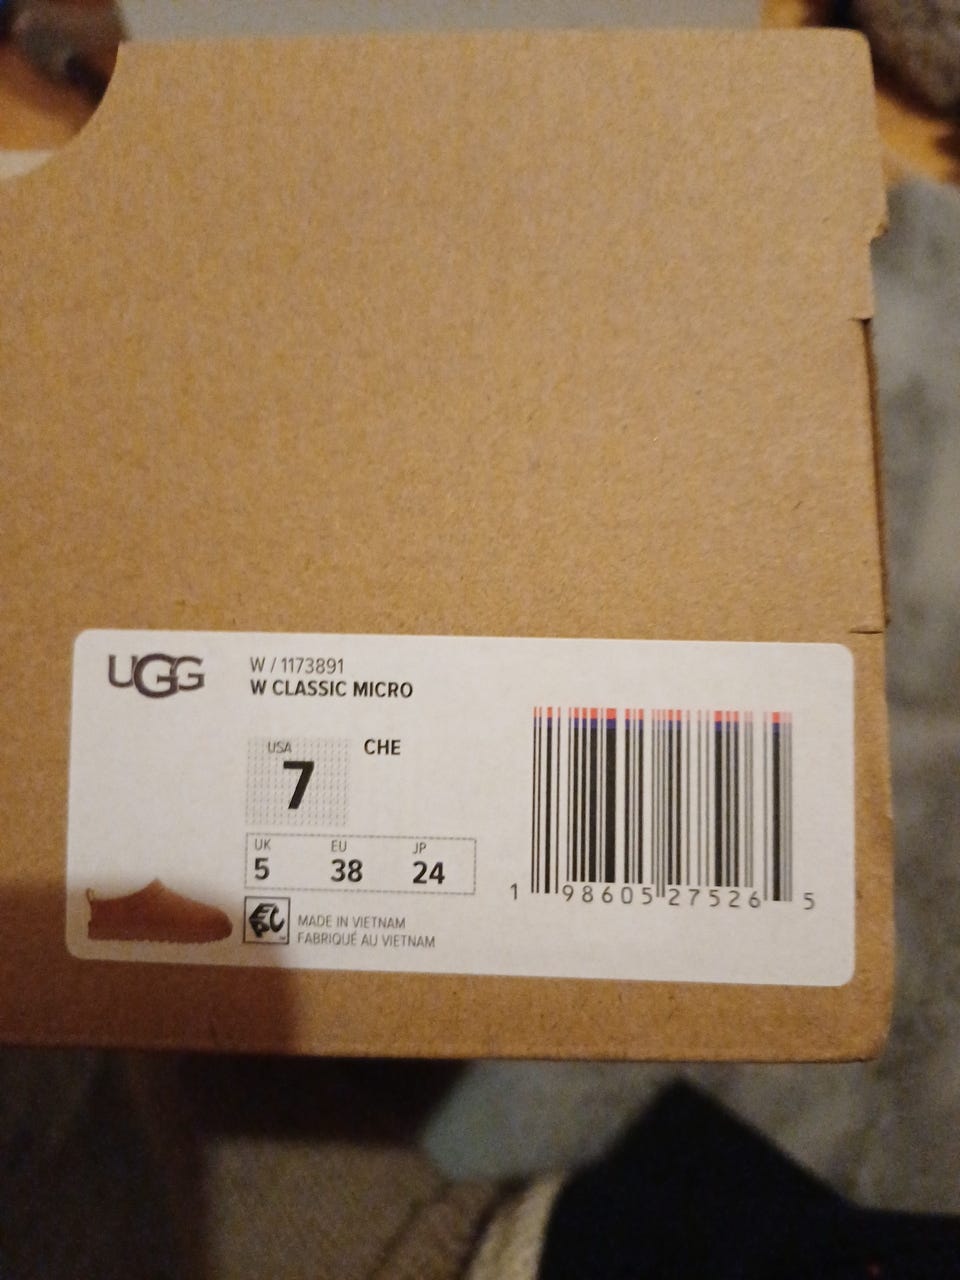 UGG
W / 1173891
W CLASSIC MICRO
USA
7
CHE
UK EU JP
5 38 24
EPC
MADE IN VIETNAM
FABRIQUÉ AU VIETNAM
1 98605 27526 5